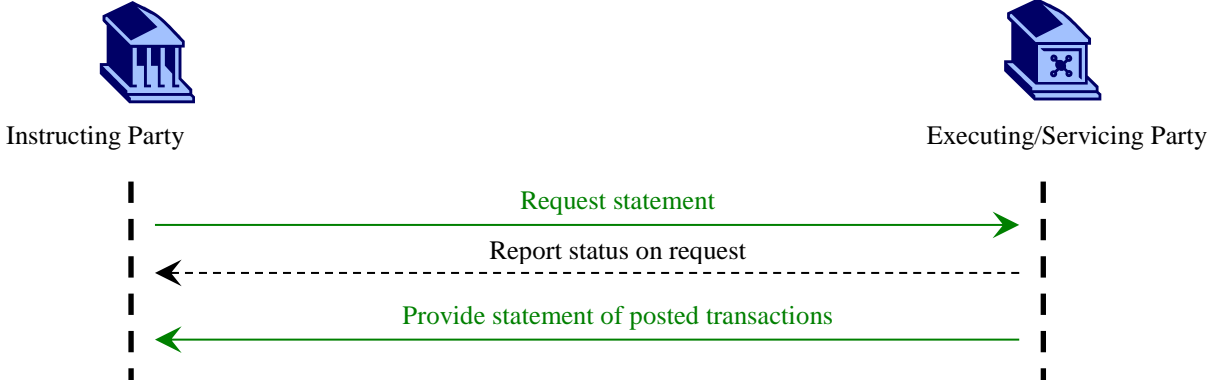 Instructing Party
Executing/Servicing Party
Request statement
Report status on request
Provide statement of posted transactions